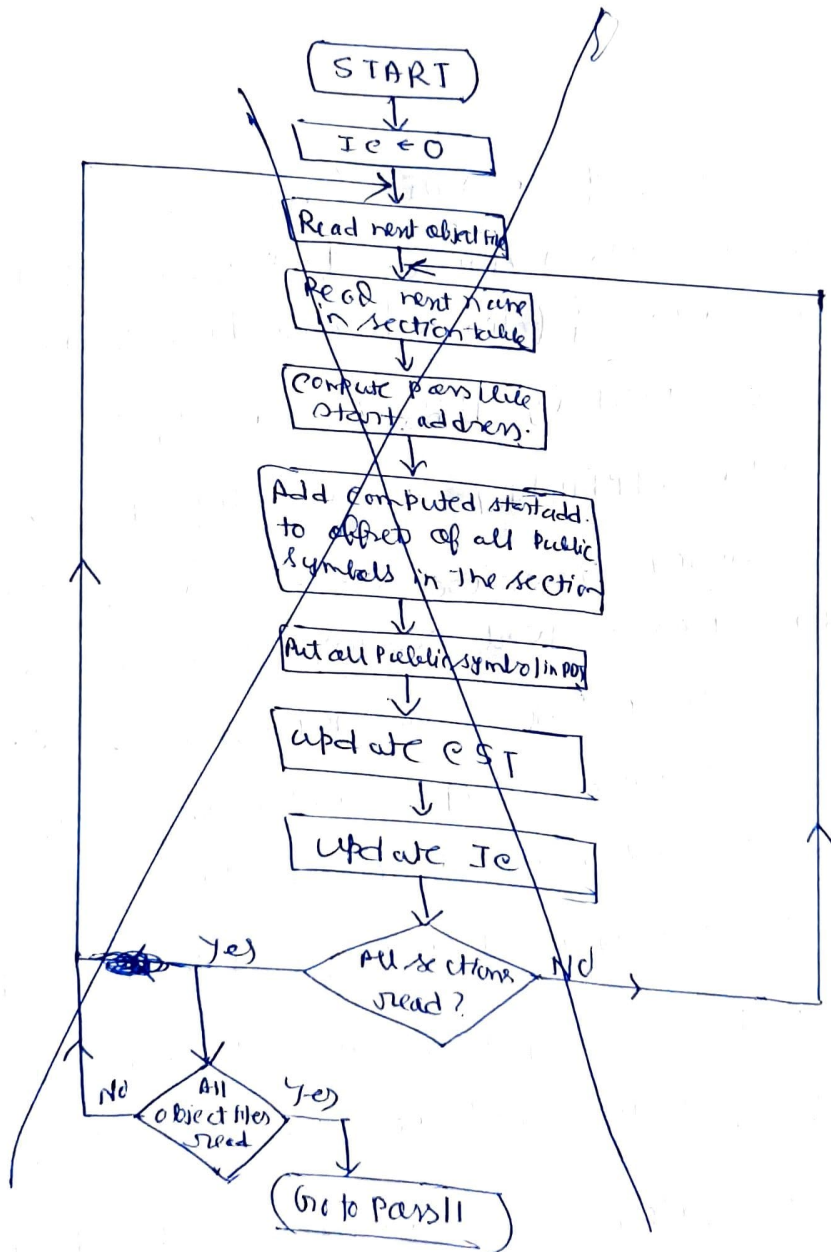 START
Ic ← 0
Read next object file
Read next name
in section table
Compute possible
start address.
Add computed start add.
to offset of all Public
symbols in the section
Put all Public symbol in PDT
update CST
update Ic
All sections
read?
Yes
No
All
object files
read
No
Yes
Go to Pass II